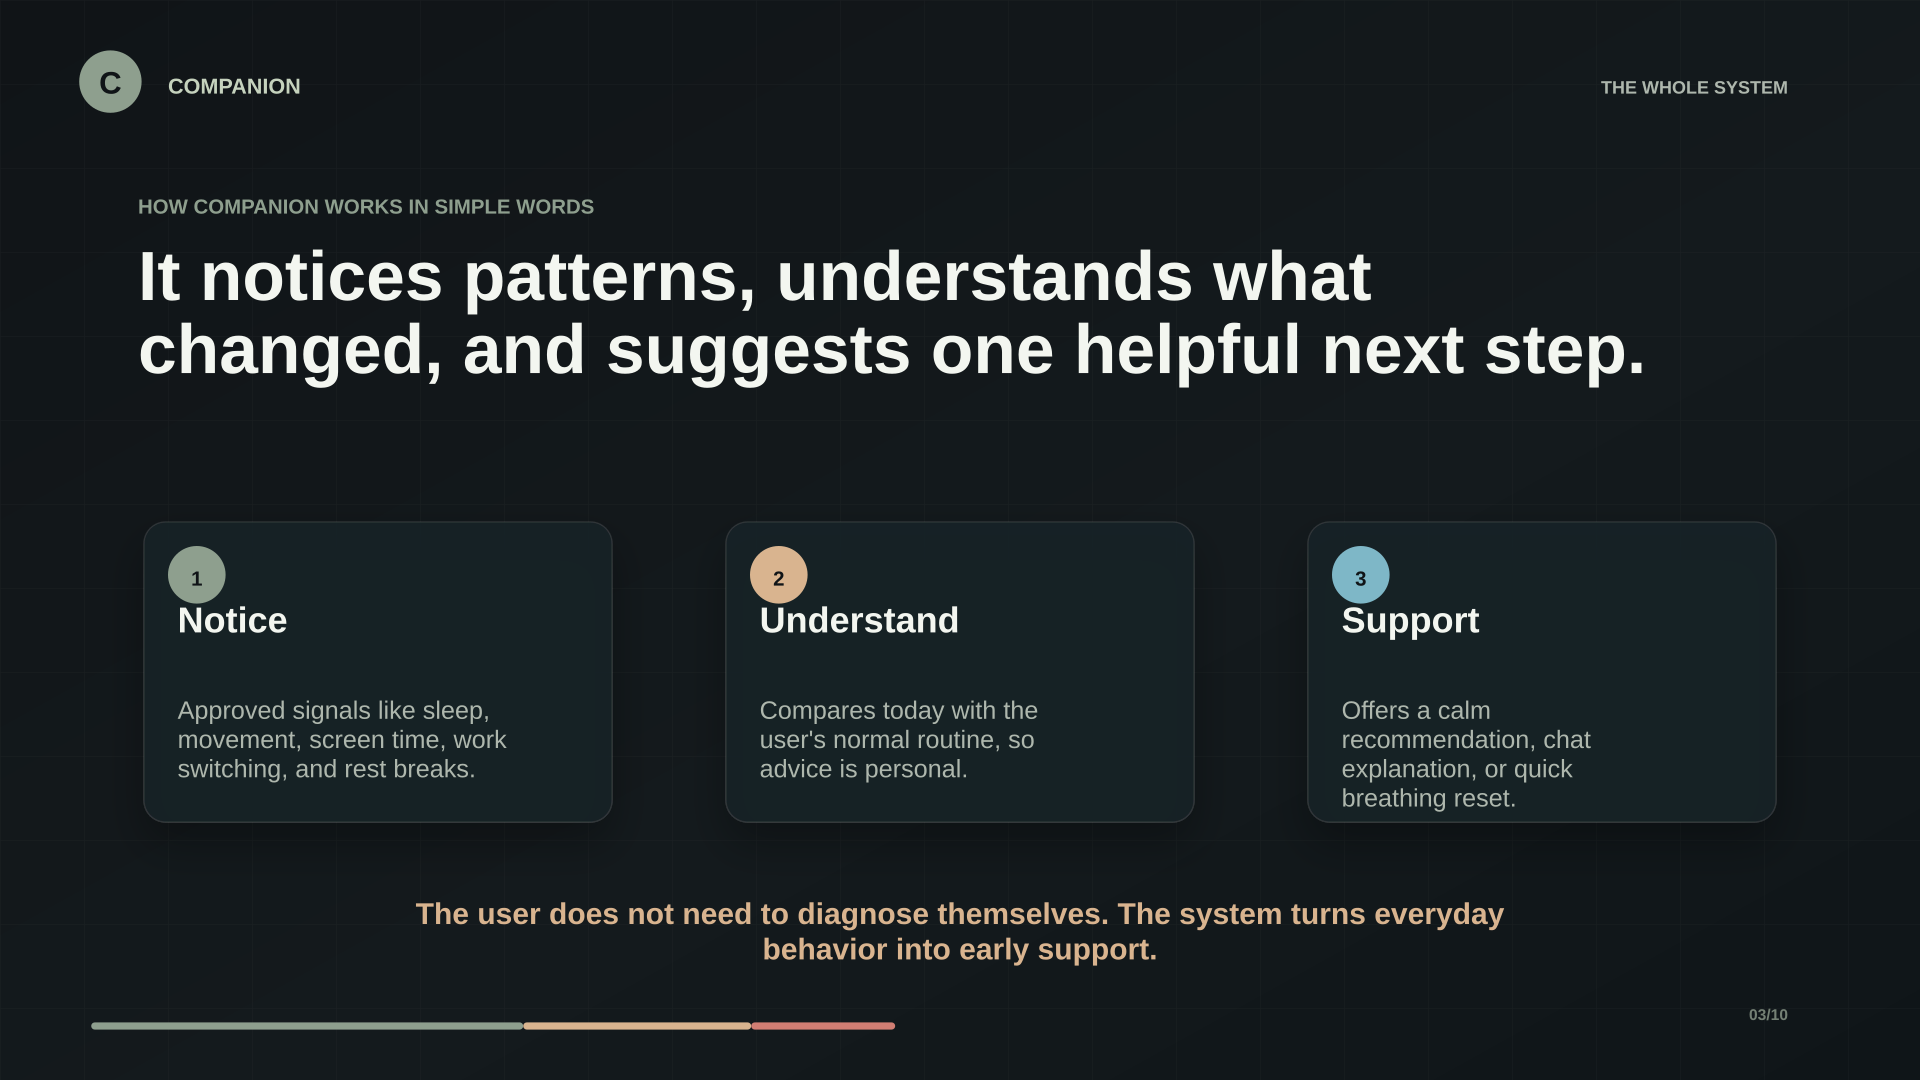 C
COMPANION
THE WHOLE SYSTEM
HOW COMPANION WORKS IN SIMPLE WORDS
It notices patterns, understands what
changed, and suggests one helpful next step.
1
Notice
Approved signals like sleep,
movement, screen time, work
switching, and rest breaks.
2
Understand
Compares today with the
user's normal routine, so
advice is personal.
3
Support
Offers a calm
recommendation, chat
explanation, or quick
breathing reset.
The user does not need to diagnose themselves. The system turns everyday
behavior into early support.
03/10